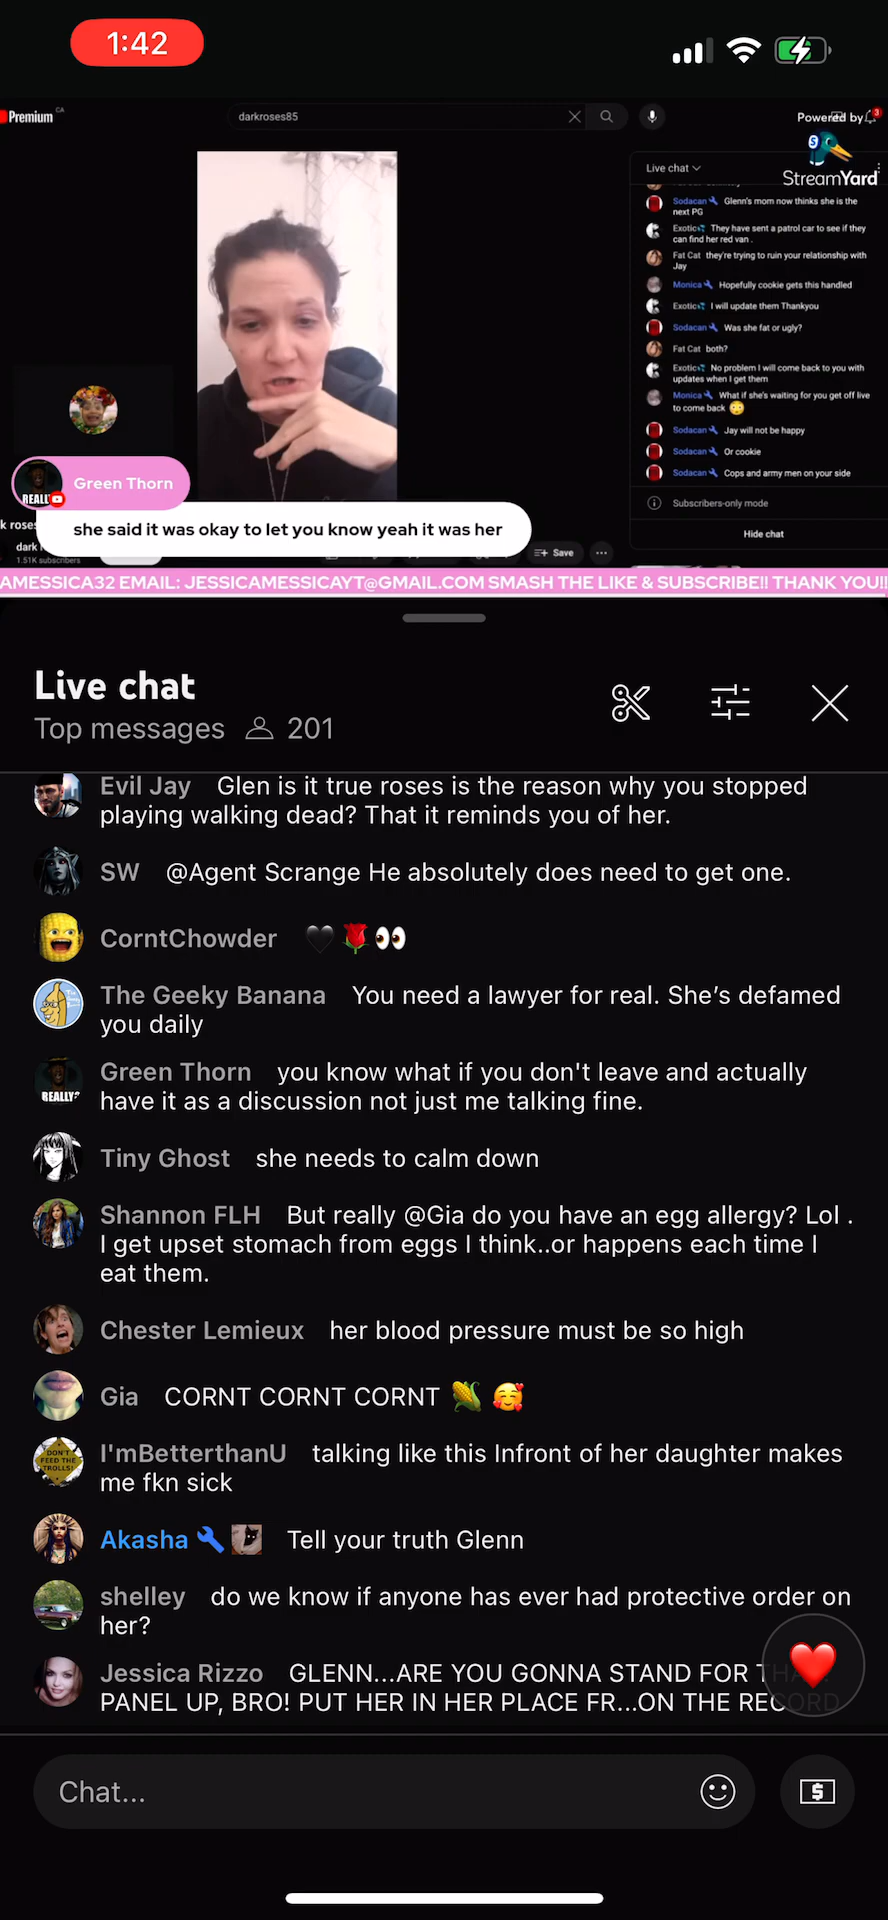 1:42
Premium CA
darkroses85
Powered by
3
StreamYard
Live chat
Sodacan Glenn's mom now thinks she is the
next PG
Exotic They have sent a patrol car to see if they
can find her red van .
Fat Cat they're trying to ruin your relationship with
Jay
Monica Hopefully cookie gets this handled
Exotic I will update them Thankyou
Sodacan Was she fat or ugly?
Fat Cat both?
Exotic No problem I will come back to you with
updates when I get them
Monica What if she's waiting for you get off live
to come back 😳
Sodacan Jay will not be happy
Sodacan Or cookie
Sodacan Cops and army men on your side
Subscribers-only mode
Hide chat
REALLY
Green Thorn
k roses
she said it was okay to let you know yeah it was her
dark
1.51K subscribers
Save
AMESSICA32 EMAIL: JESSICAMESSICAYT@GMAIL.COM SMASH THE LIKE & SUBSCRIBE!! THANK YOU!!
Live chat
Top messages 201
Evil Jay Glen is it true roses is the reason why you stopped
playing walking dead? That it reminds you of her.
SW @Agent Scrange He absolutely does need to get one.
CorntChowder 🖤🌹👀
The Geeky Banana You need a lawyer for real. She’s defamed
you daily
Green Thorn you know what if you don't leave and actually
REALLY?
have it as a discussion not just me talking fine.
Tiny Ghost she needs to calm down
Shannon FLH But really @Gia do you have an egg allergy? Lol .
I get upset stomach from eggs I think..or happens each time I
eat them.
Chester Lemieux her blood pressure must be so high
Gia CORNT CORNT CORNT 🌽 🥰
DON'T
FEED THE
TROLLS!
I'mBetterthanU talking like this Infront of her daughter makes
me fkn sick
Akasha Tell your truth Glenn
shelley do we know if anyone has ever had protective order on
her?
Jessica Rizzo GLENN...ARE YOU GONNA STAND FOR
PANEL UP, BRO! PUT HER IN HER PLACE FR...ON THE RECORD
Chat...